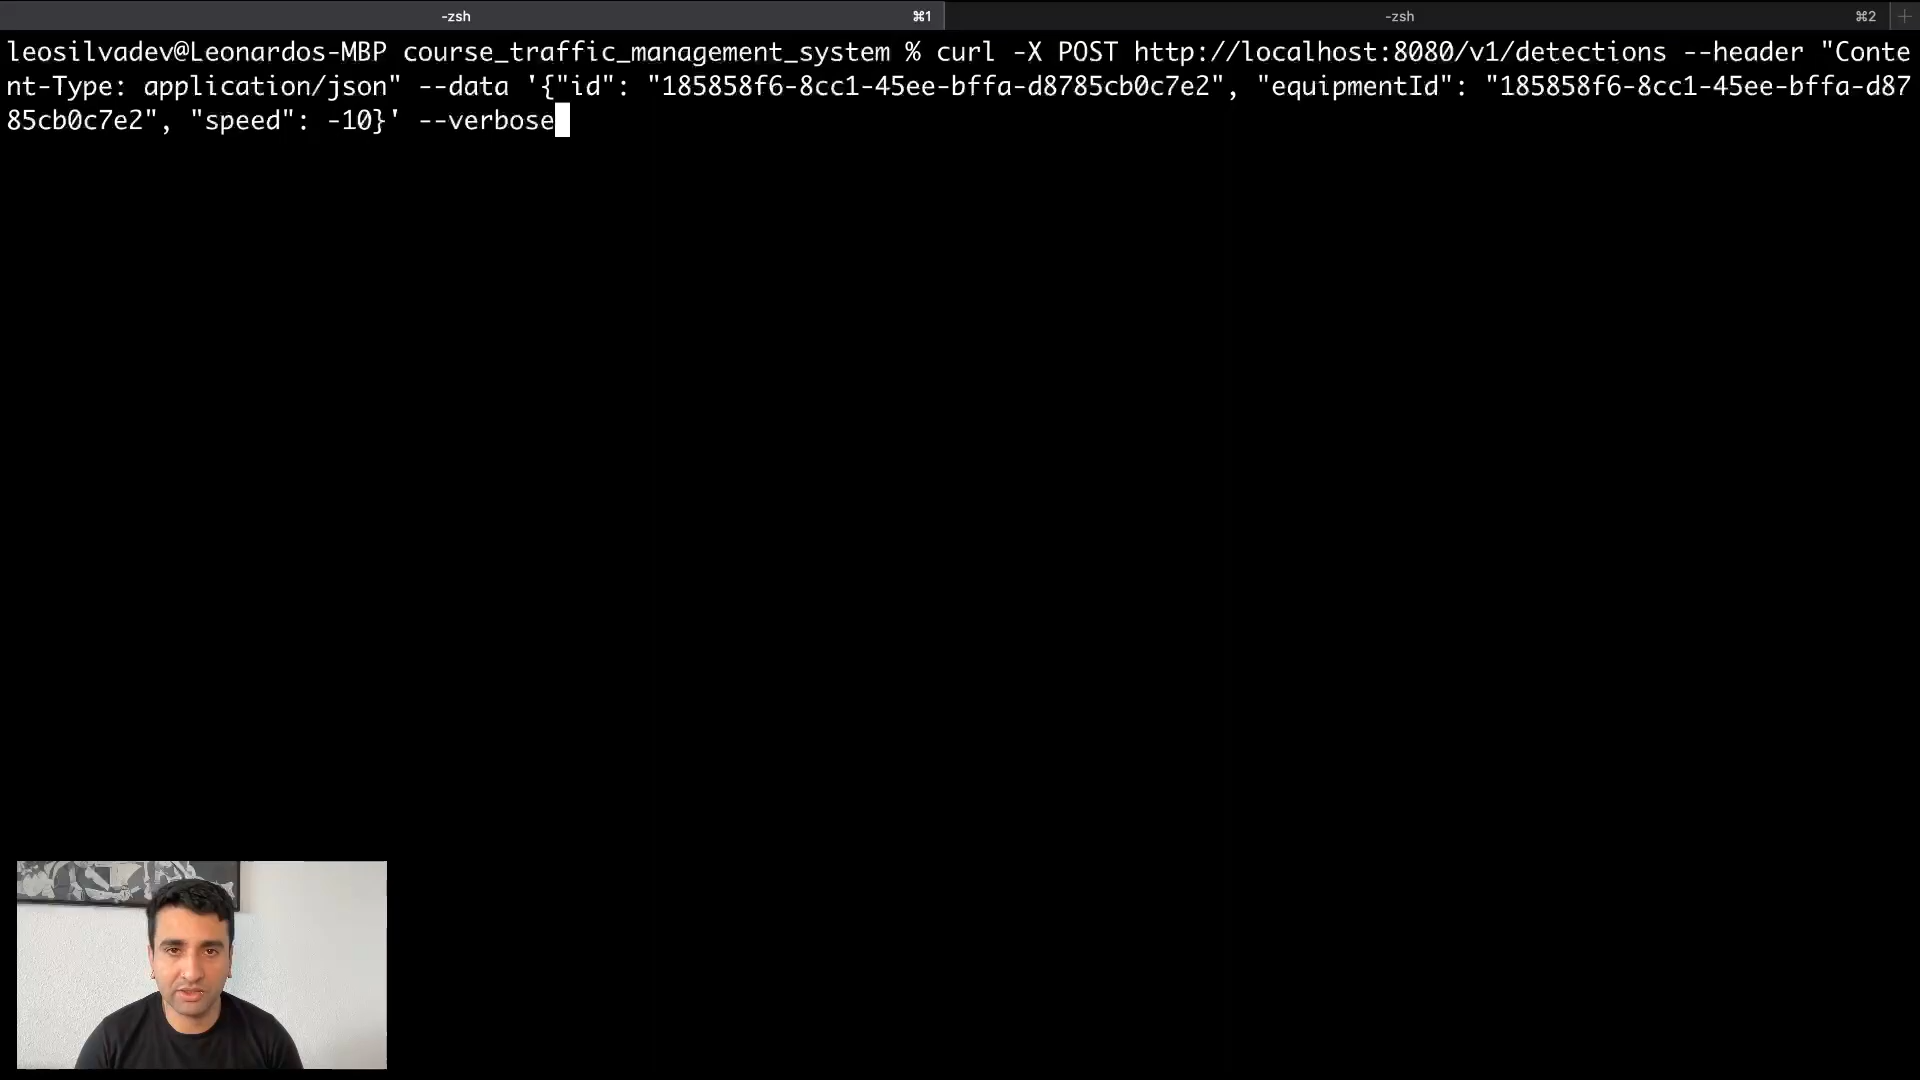 -zsh ⌘1 -zsh ⌘2 +
leosilvadev@Leonardos-MBP course_traffic_management_system % curl -X POST http://localhost:8080/v1/detections --header "Conte
nt-Type: application/json" --data '{"id": "185858f6-8cc1-45ee-bffa-d8785cb0c7e2", "equipmentId": "185858f6-8cc1-45ee-bffa-d87
85cb0c7e2", "speed": -10}' --verbose